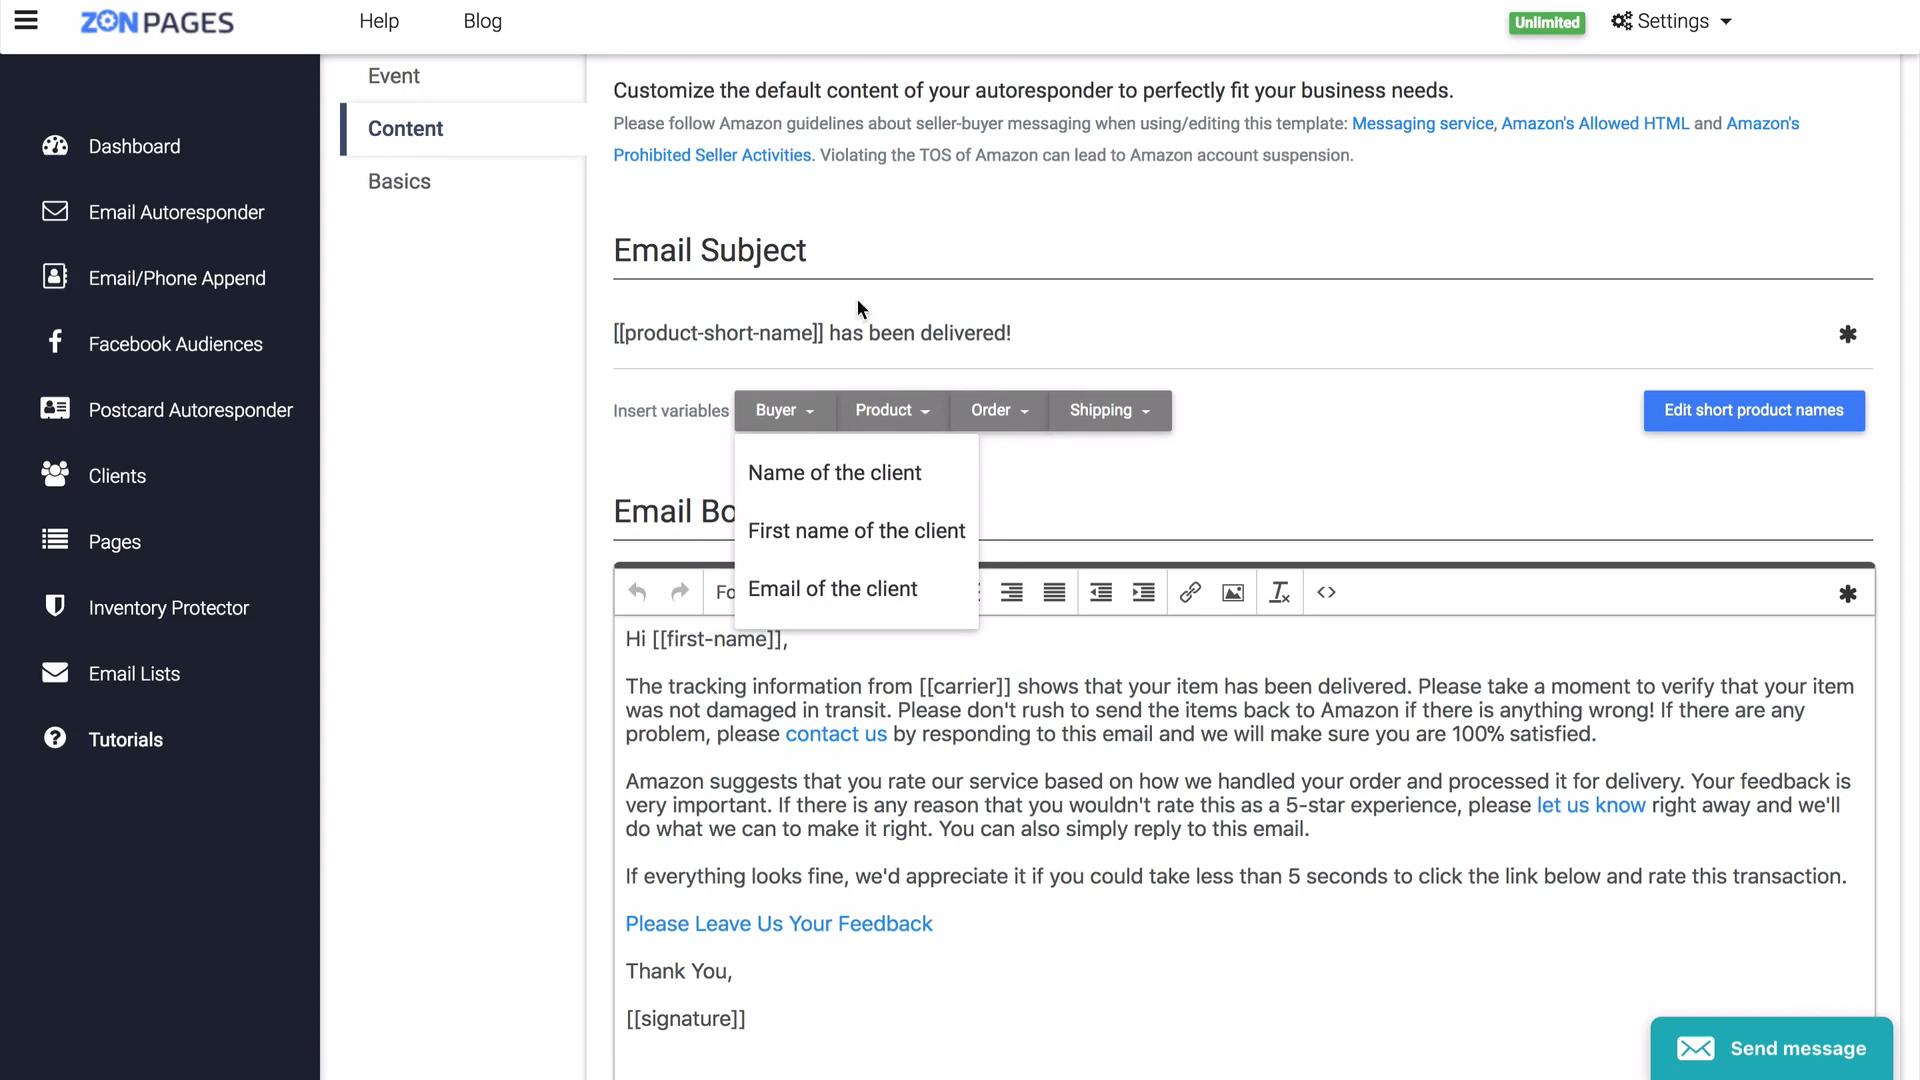 ZONPAGES
Help
Blog
Unlimited
Settings
Dashboard
Email Autoresponder
Email/Phone Append
Facebook Audiences
Postcard Autoresponder
Clients
Pages
Inventory Protector
Email Lists
Tutorials
Event
Content
Basics
Customize the default content of your autoresponder to perfectly fit your business needs.
Please follow Amazon guidelines about seller-buyer messaging when using/editing this template: Messaging service, Amazon's Allowed HTML and Amazon's
Prohibited Seller Activities. Violating the TOS of Amazon can lead to Amazon account suspension.
Email Subject
[[product-short-name]] has been delivered!
Insert variables
Buyer
Product
Order
Shipping
Edit short product names
Name of the client
First name of the client
Email of the client
Email Bo
Fo
Hi [[first-name]],
The tracking information from [[carrier]] shows that your item has been delivered. Please take a moment to verify that your item
was not damaged in transit. Please don't rush to send the items back to Amazon if there is anything wrong! If there are any
problem, please contact us by responding to this email and we will make sure you are 100% satisfied.
Amazon suggests that you rate our service based on how we handled your order and processed it for delivery. Your feedback is
very important. If there is any reason that you wouldn't rate this as a 5-star experience, please let us know right away and we'll
do what we can to make it right. You can also simply reply to this email.
If everything looks fine, we'd appreciate it if you could take less than 5 seconds to click the link below and rate this transaction.
Please Leave Us Your Feedback
Thank You,
[[signature]]
Send message